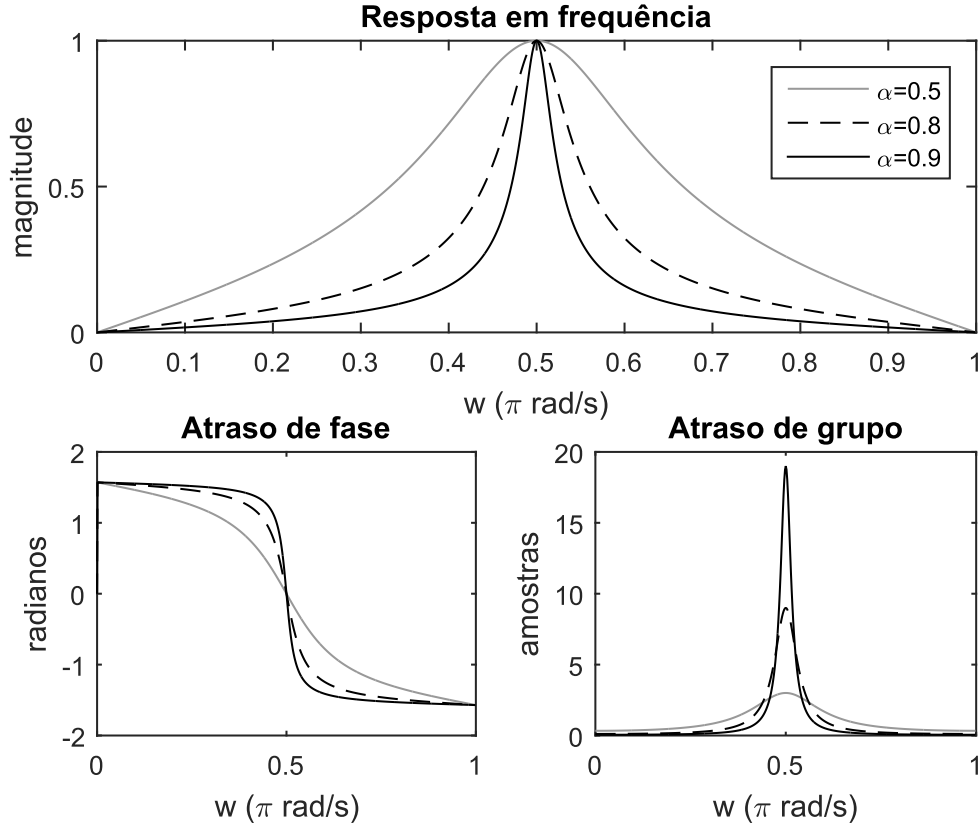 Resposta em frequência
1
0.5
0
magnitude
α=0.5
α=0.8
α=0.9
0 0.1 0.2 0.3 0.4 0.5 0.6 0.7 0.8 0.9 1
w (π rad/s)
Atraso de fase
2
1
0
-1
-2
radianos
0 0.5 1
w (π rad/s)
Atraso de grupo
20
15
10
5
0
amostras
0 0.5 1
w (π rad/s)